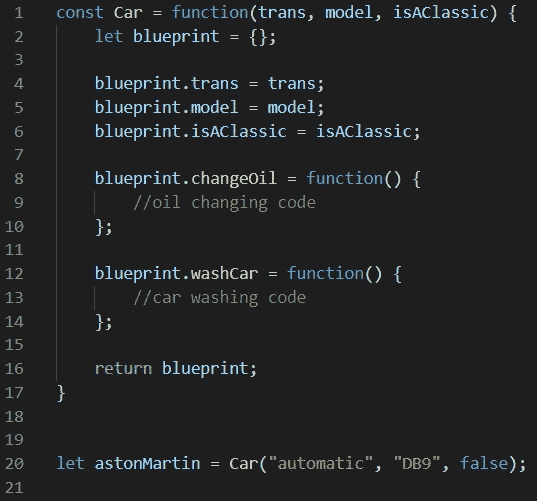 1 const Car = function(trans, model, isAClassic) {
2     let blueprint = {};
3
4     blueprint.trans = trans;
5     blueprint.model = model;
6     blueprint.isAClassic = isAClassic;
7
8     blueprint.changeOil = function() {
9         //oil changing code
10     };
11
12     blueprint.washCar = function() {
13         //car washing code
14     };
15
16     return blueprint;
17 }
18
19
20 let astonMartin = Car("automatic", "DB9", false);
21